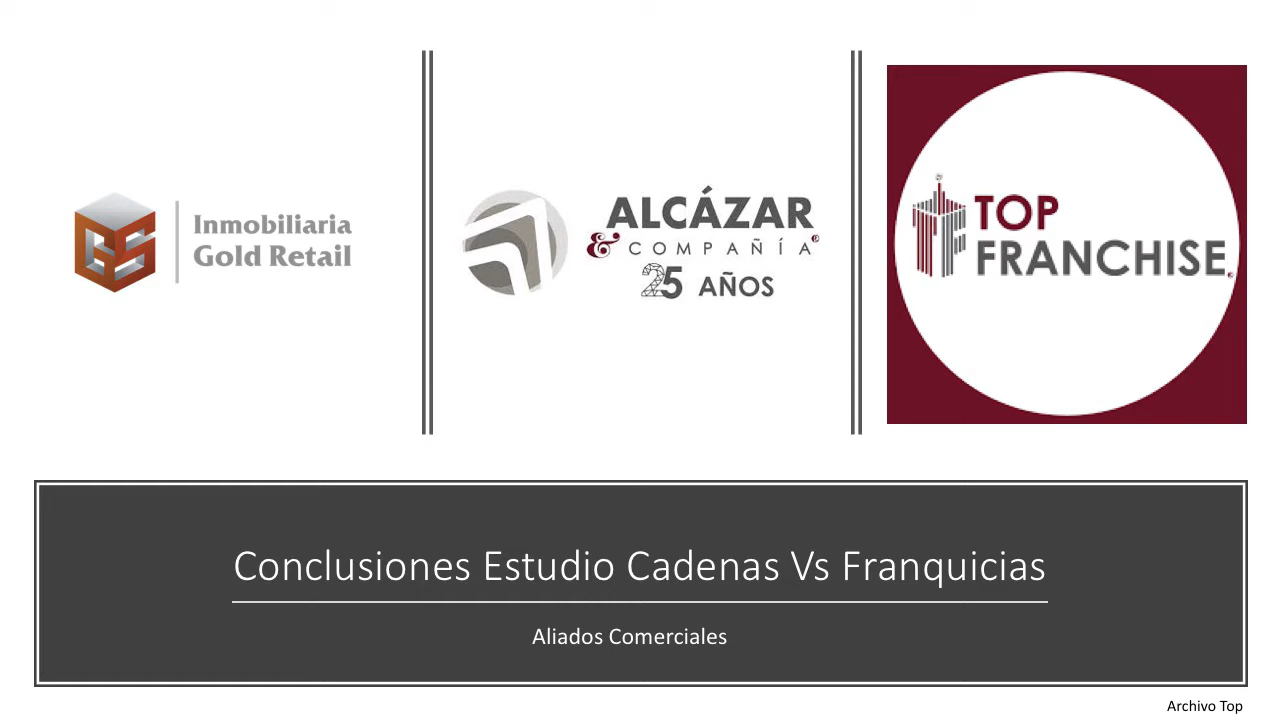 Inmobiliaria
Gold Retail
ALCÁZAR
& COMPAÑÍA
25 AÑOS
TOP
FRANCHISE
Conclusiones Estudio Cadenas Vs Franquicias
Aliados Comerciales
Archivo Top